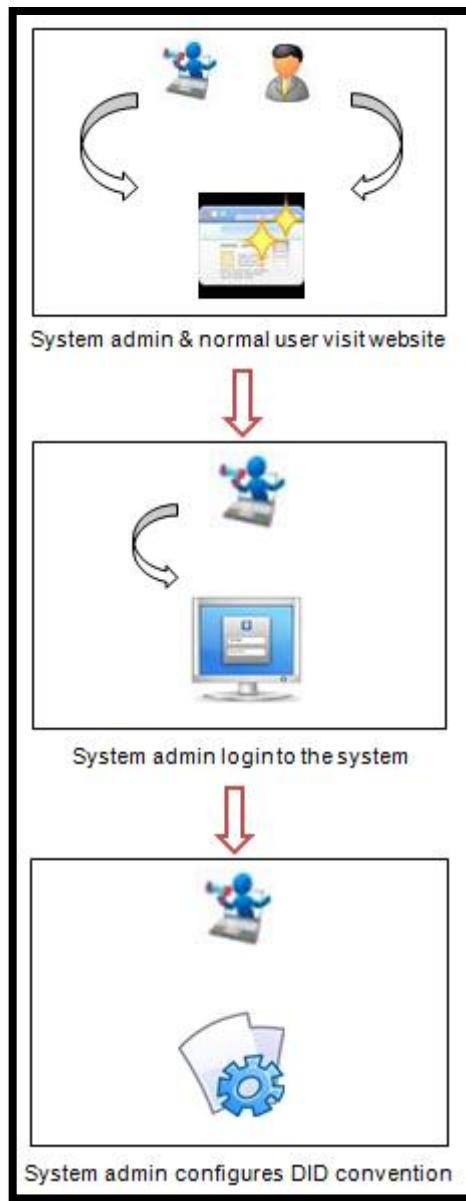 System admin & normal user visit website
System admin login to the system
System admin configures DID convention